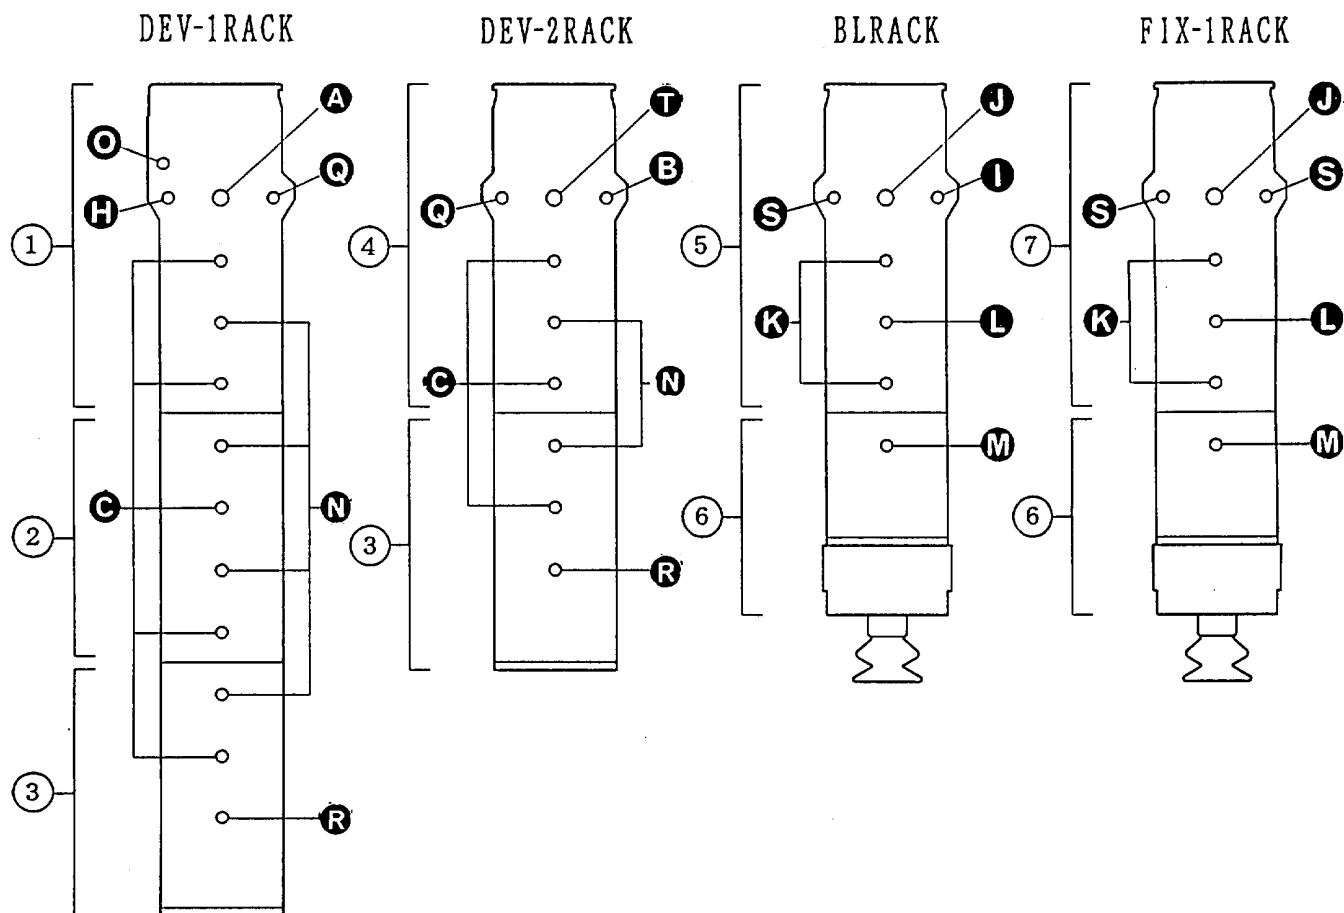 DEV-1RACK DEV-2RACK BLRACK FIX-1RACK
A T J J
O
Q B I S
H Q S S
1 4 5 7
K L K L
C N
M M
C N
2 3 6 6
R
3
R